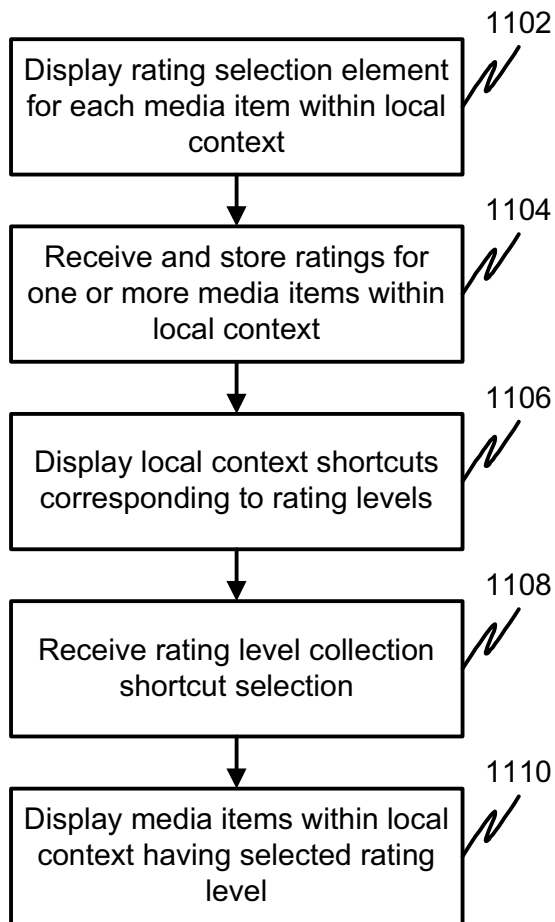 1102
Display rating selection element
for each media item within local
context
1104
Receive and store ratings for
one or more media items within
local context
1106
Display local context shortcuts
corresponding to rating levels
1108
Receive rating level collection
shortcut selection
1110
Display media items within local
context having selected rating
level